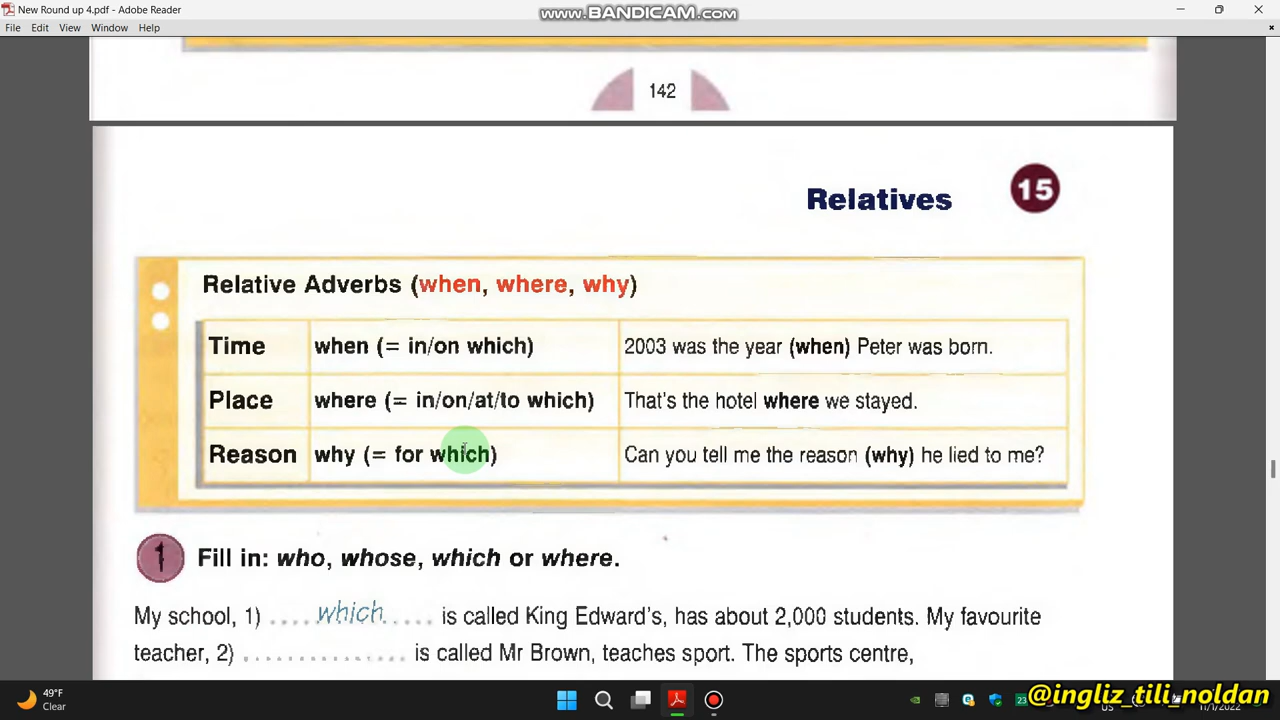 New Round up 4.pdf - Adobe Reader
www.BANDICAM.com
File Edit View Window Help
142
Relatives 15
Relative Adverbs (when, where, why)
Time when (= in/on which) 2003 was the year (when) Peter was born.
Place where (= in/on/at/to which) That's the hotel where we stayed.
Reason why (= for which) Can you tell me the reason (why) he lied to me?
1 Fill in: who, whose, which or where.
My school, 1) .....which..... is called King Edward's, has about 2,000 students. My favourite
teacher, 2) ................ is called Mr Brown, teaches sport. The sports centre,
49°F
Clear
@ingliz_tili_noldan